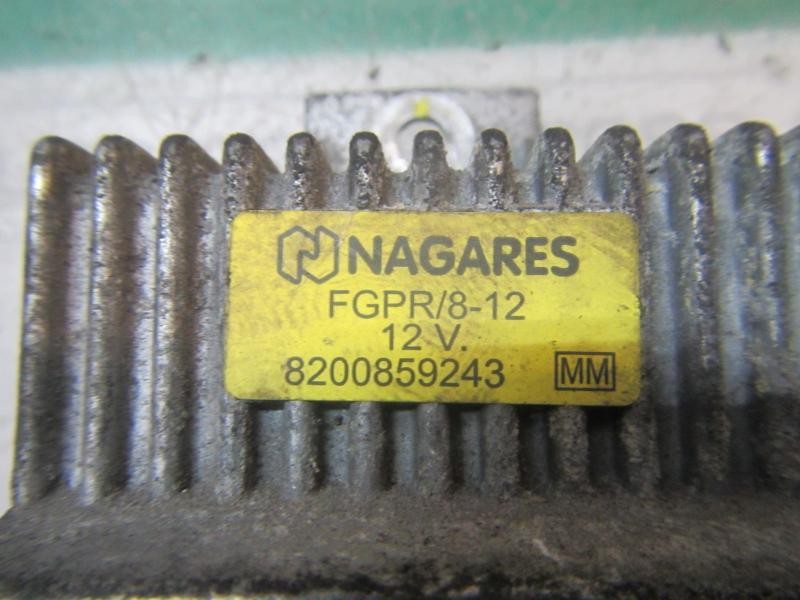 NAGARES
FGPR/8-12
12 V.
8200859243 MM